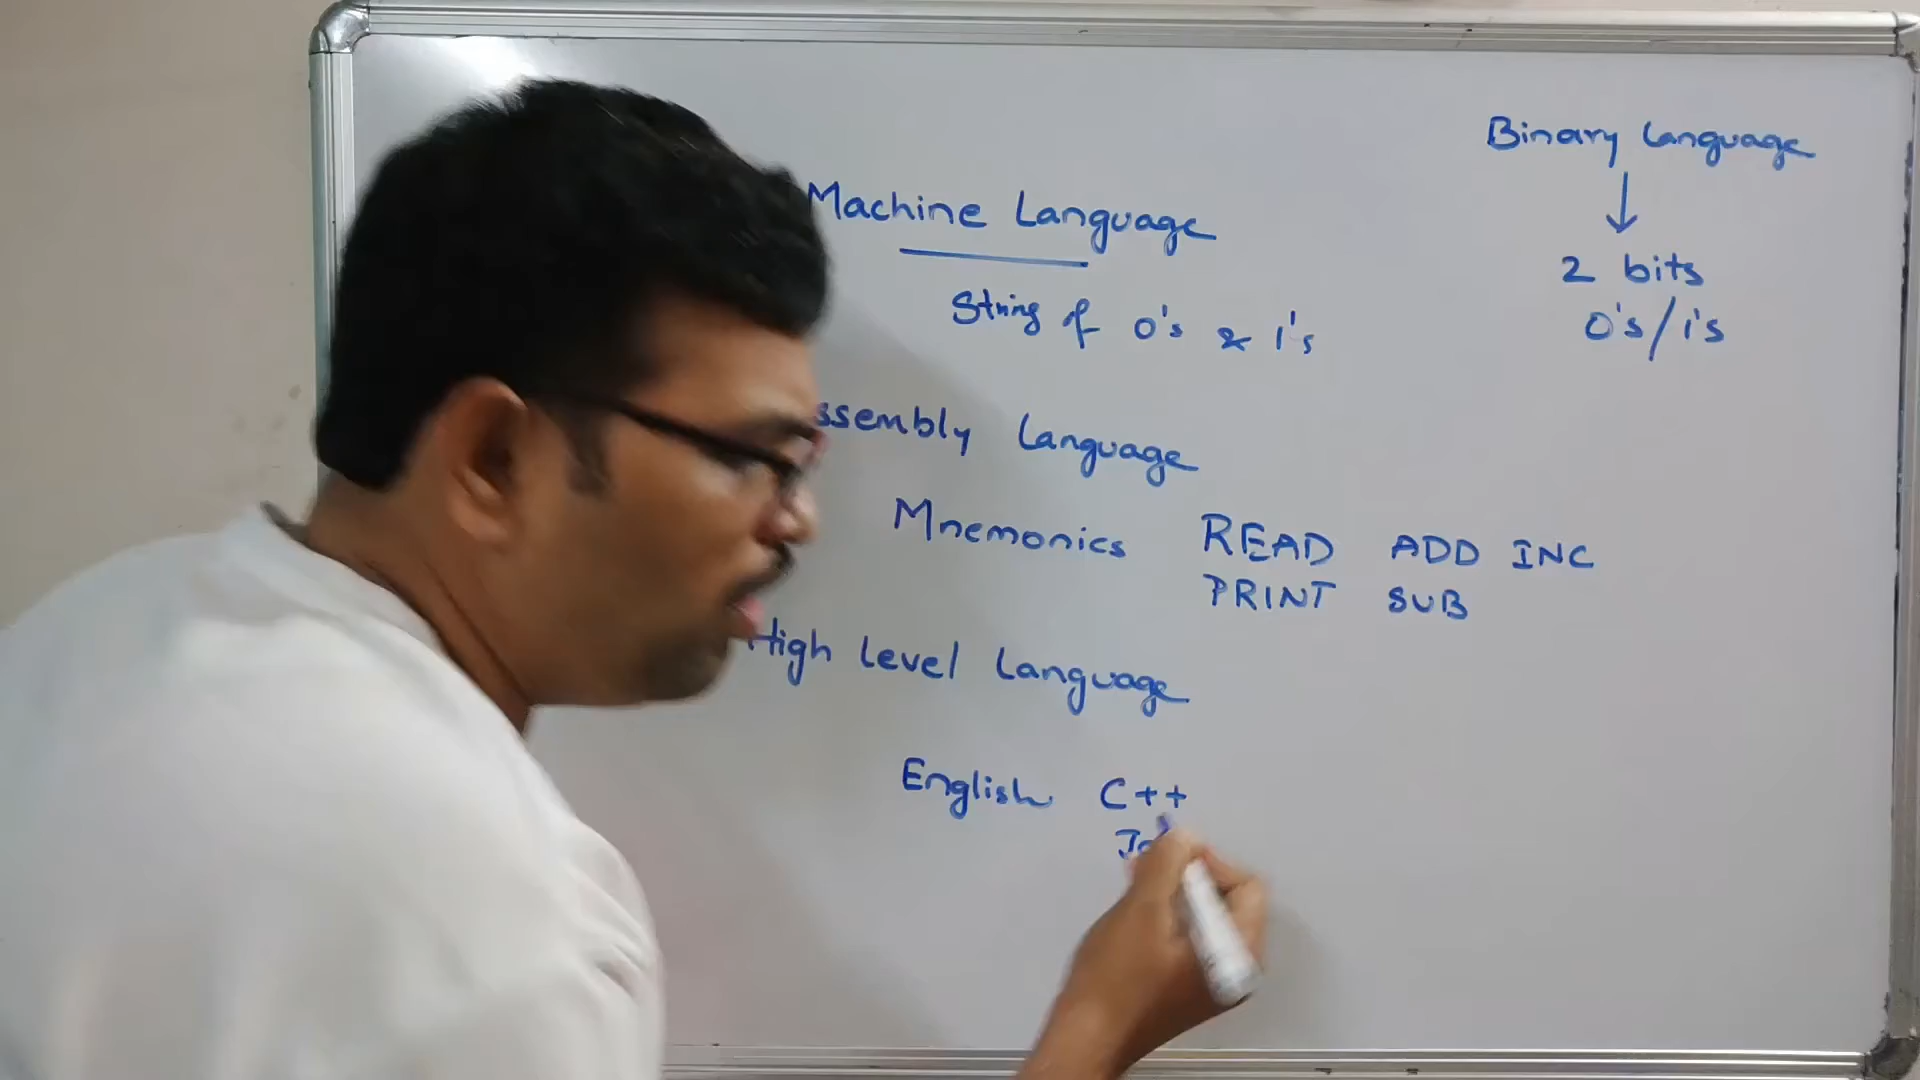 Binary Language
↓
2 bits
0's/1's
Machine Language
String of 0's & 1's
ssembly Language
Mnemonics READ ADD INC
PRINT SUB
High Level Language
English C++